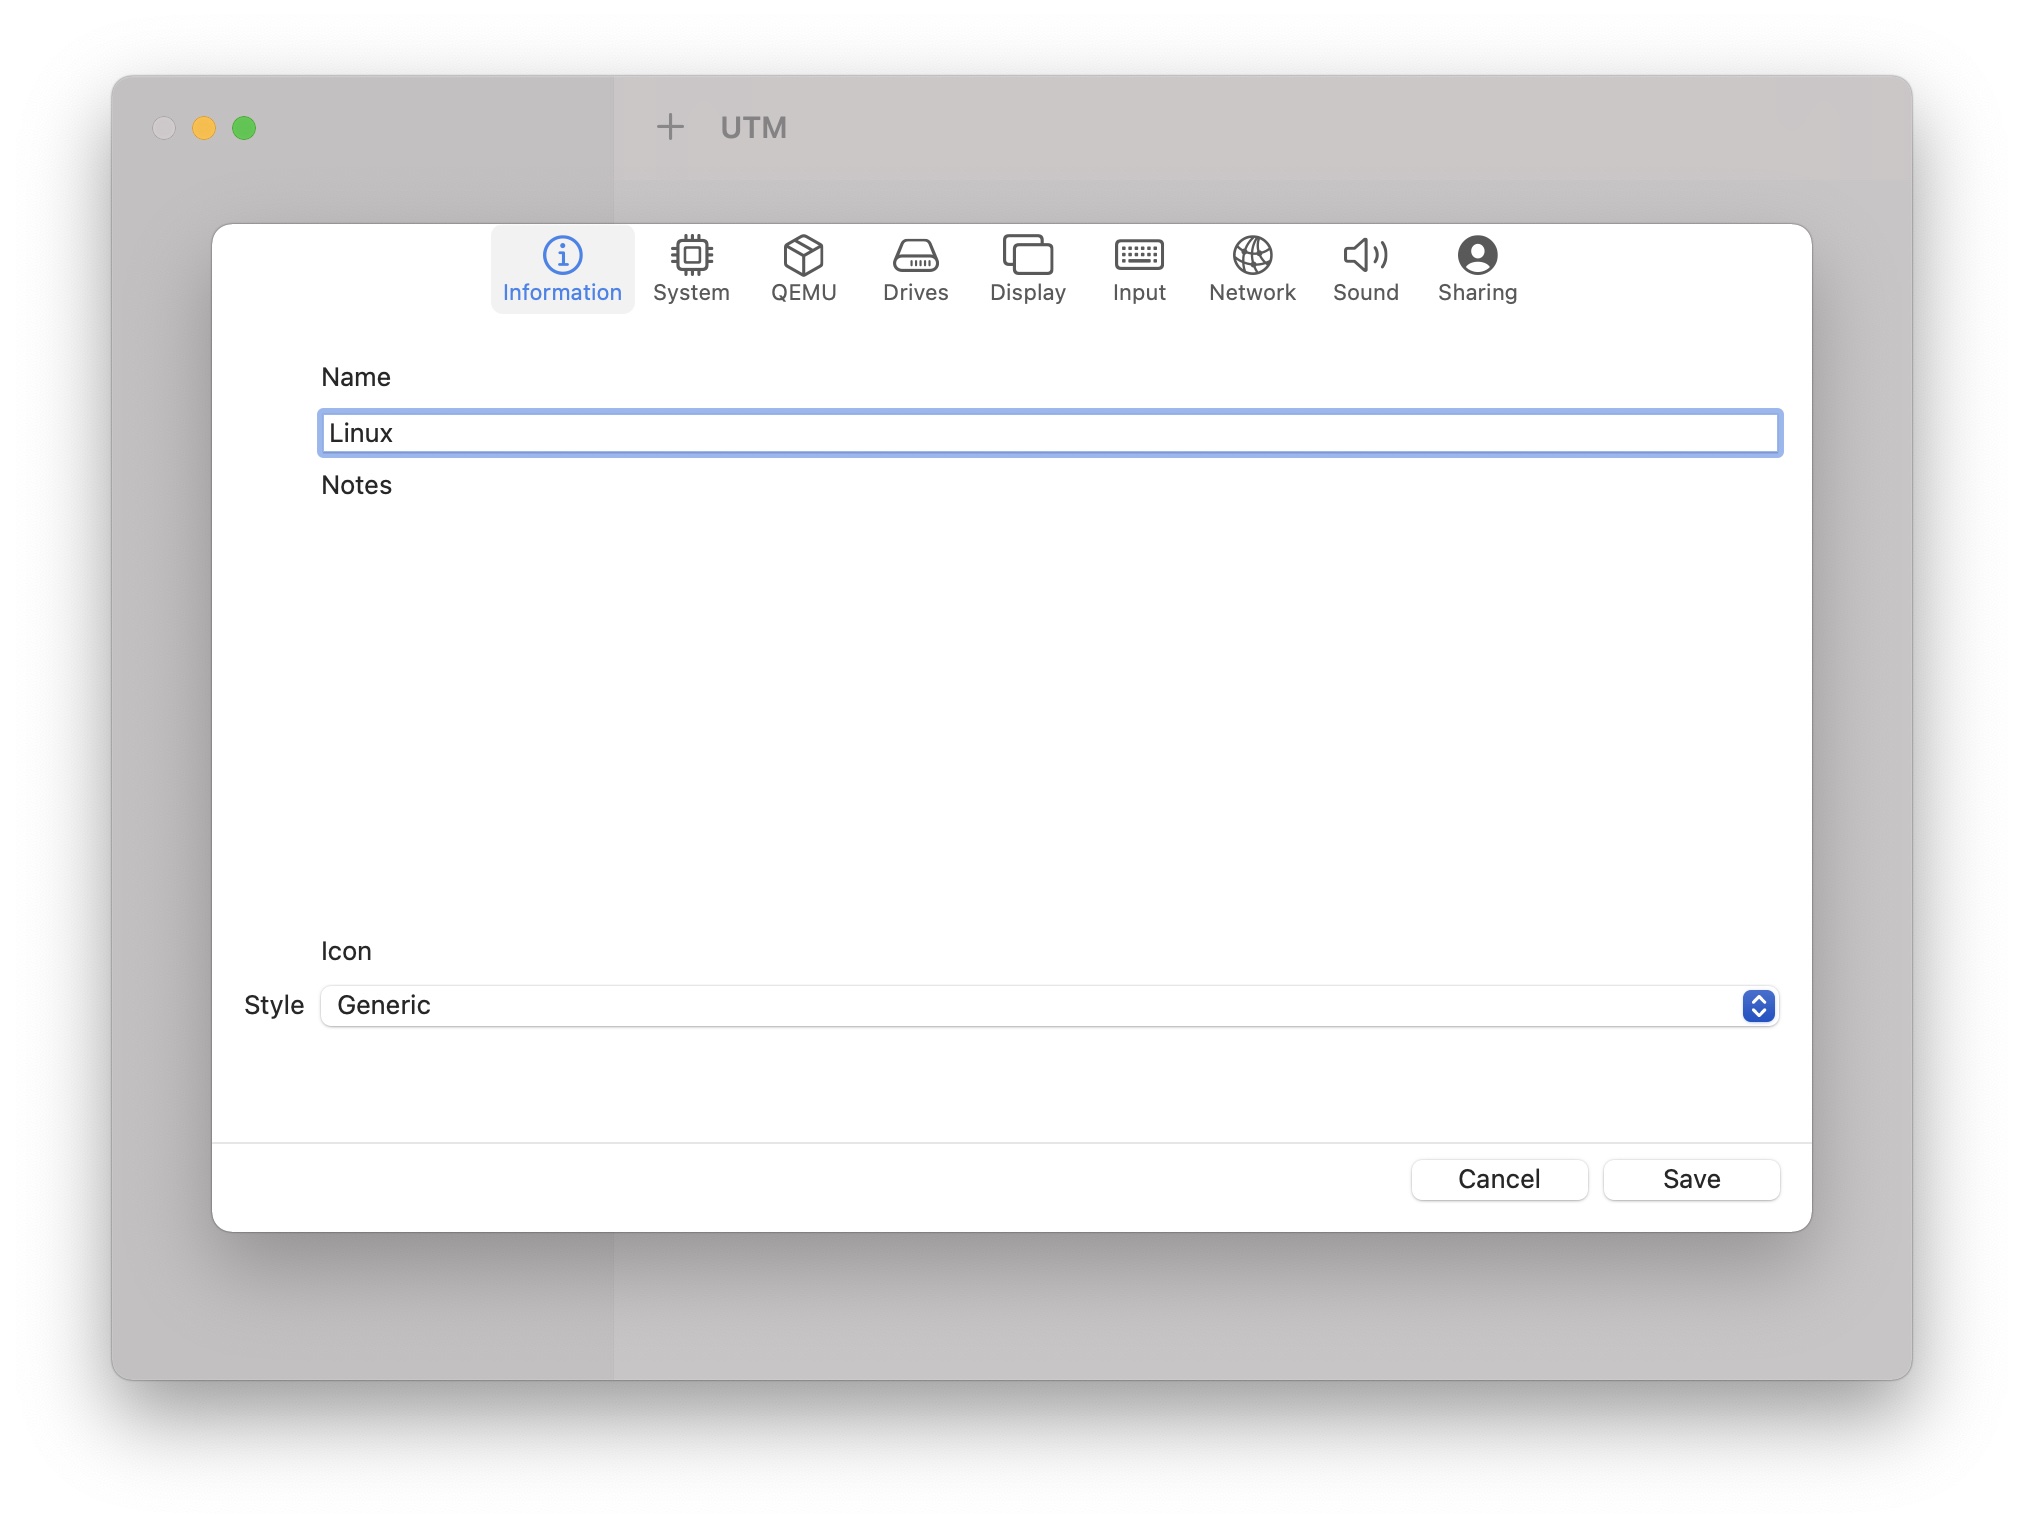 UTM
Information System QEMU Drives Display Input Network Sound Sharing
Name
Linux
Notes
Icon
Style Generic
Cancel Save